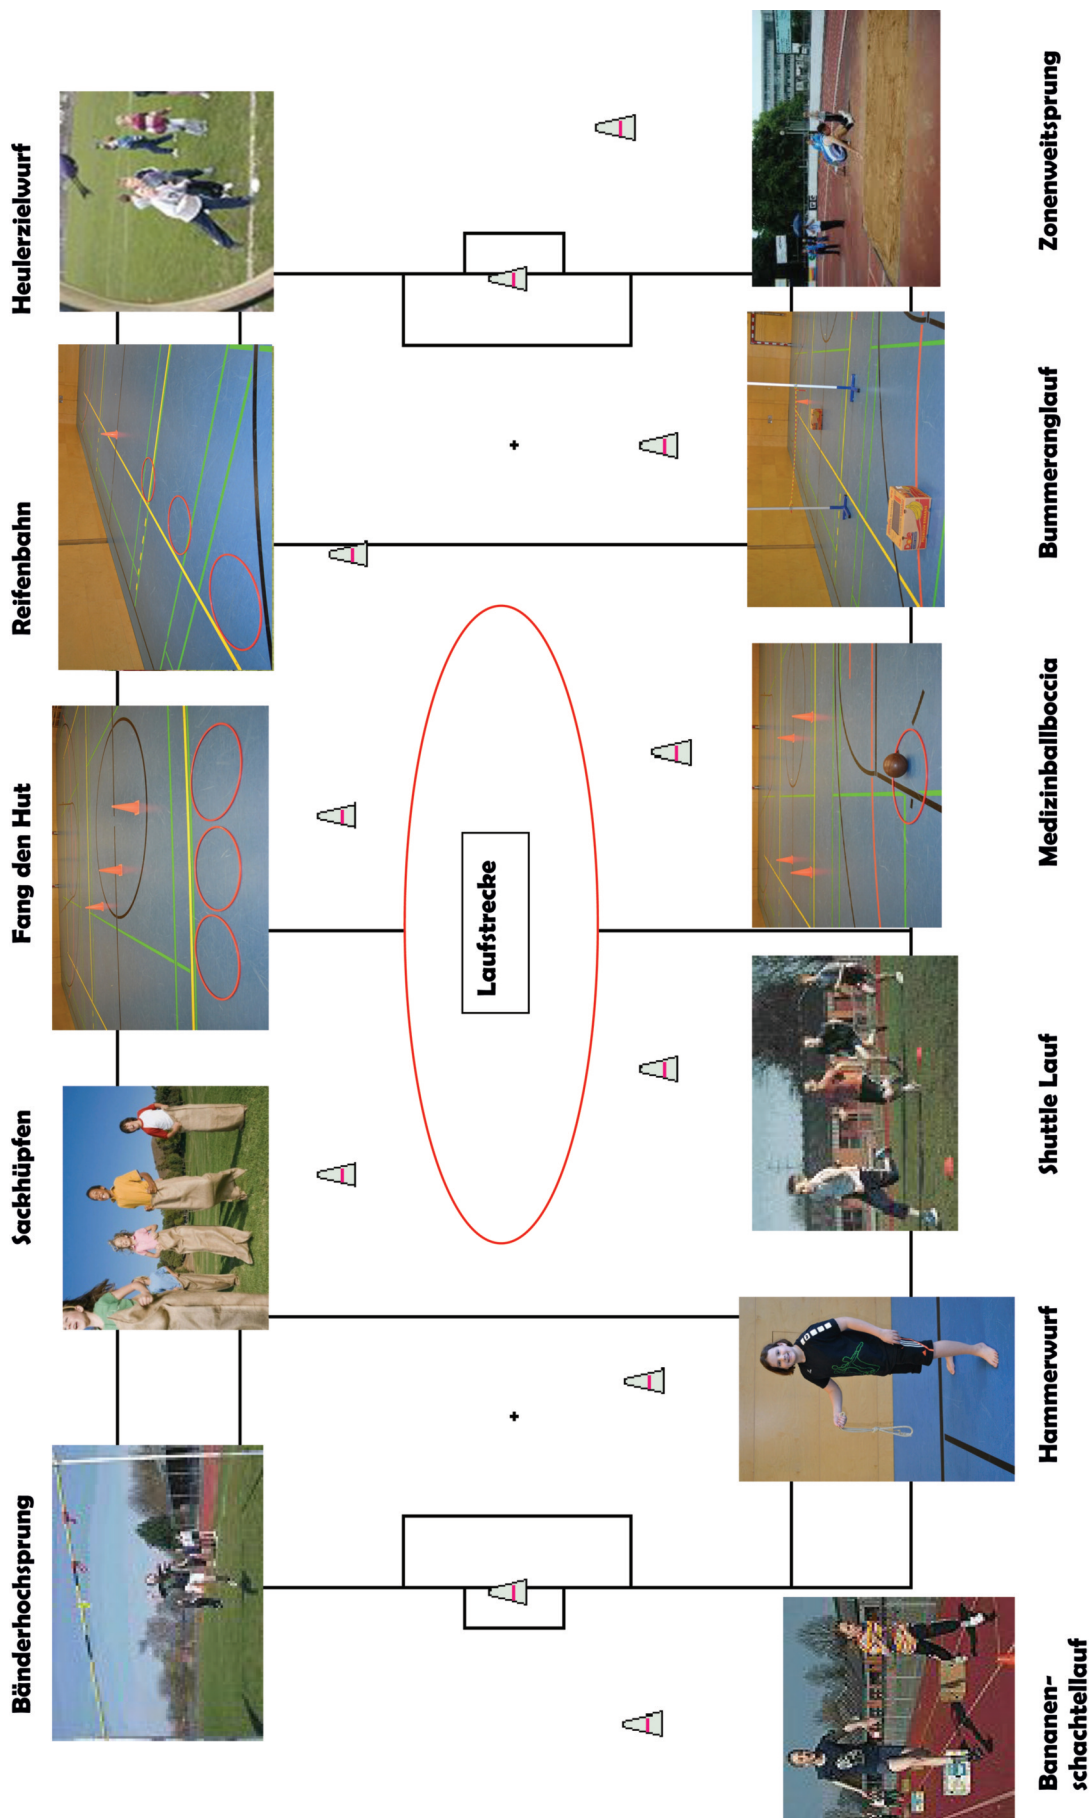 Bänderhochsprung
Sackhüpfen
Fang den Hut
Reifenbahn
Heulerzielwurf
Laufstrecke
Bananen-
schachtellauf
Hammerwurf
Shuttle Lauf
Medizinballboccia
Bummeranglauf
Zonenweitsprung